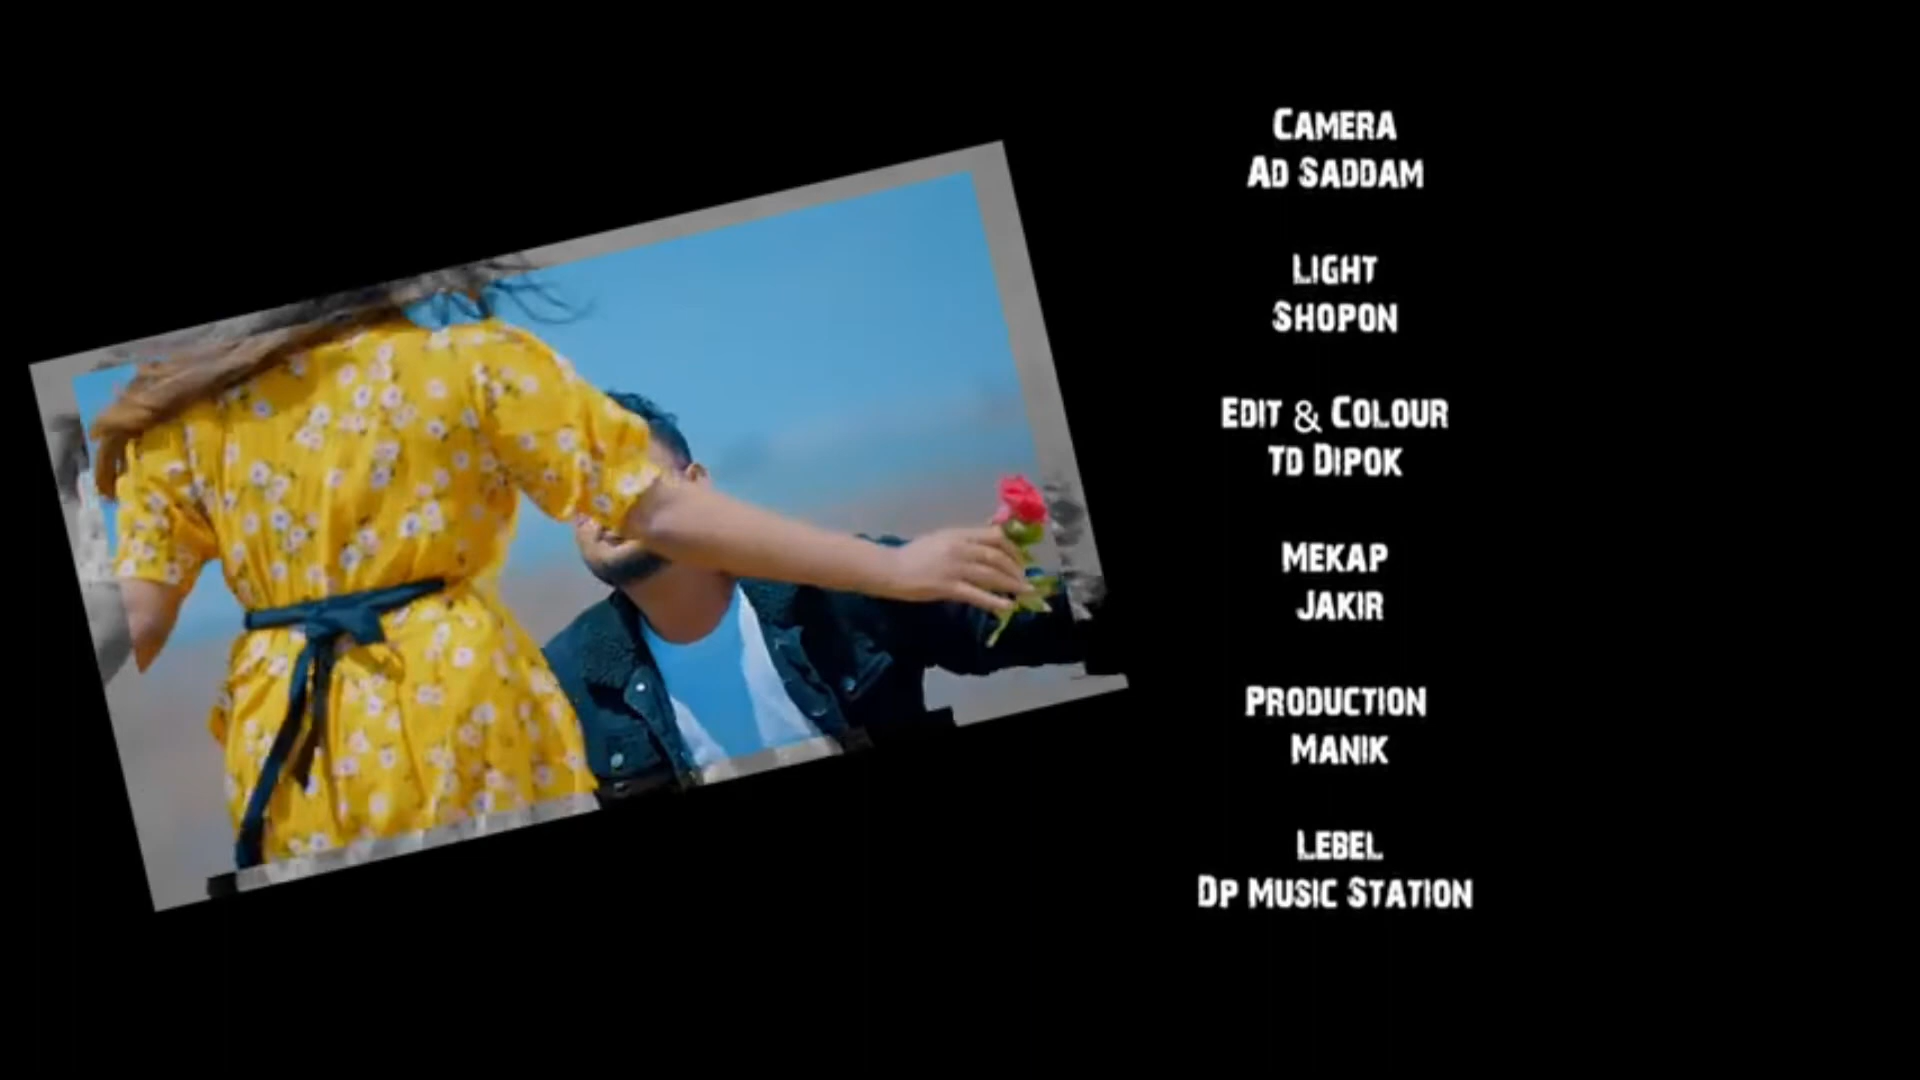 CAMERA
AD SADDAM
LIGHT
SHOPON
EDIT & COLOUR
TD DIPOK
MEKAP
JAKIR
PRODUCTION
MANIK
LEBEL
DP MUSIC STATION